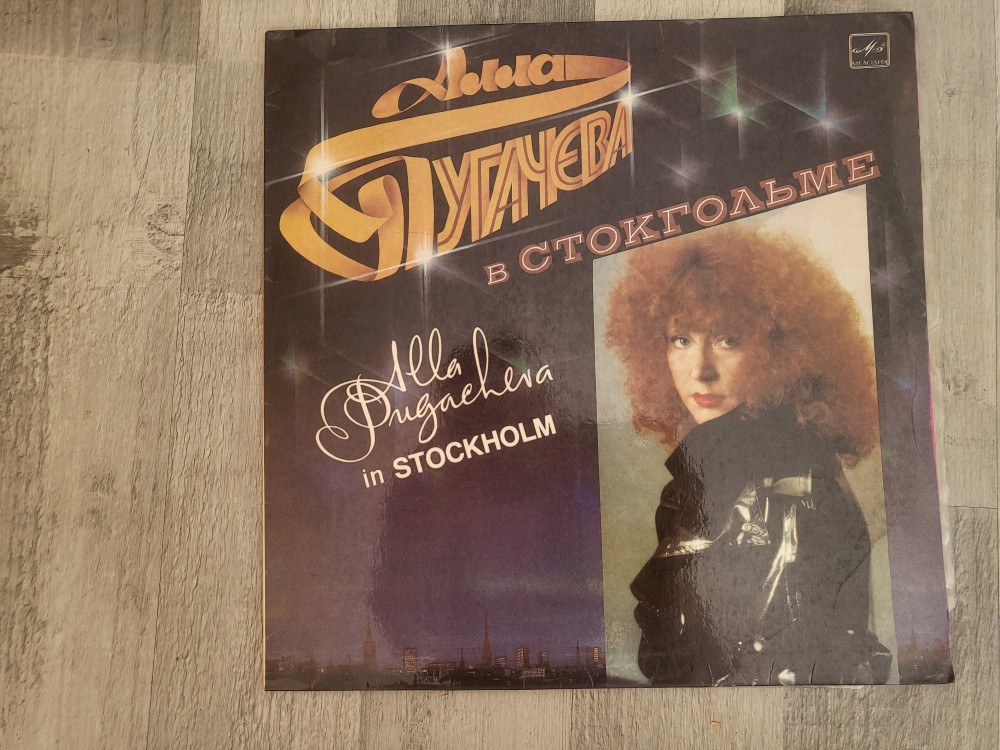 Алла
ПУГАЧЕВА
В СТОКГОЛЬМЕ
МЕЛОДИЯ
Alla
Pugacheva
in STOCKHOLM